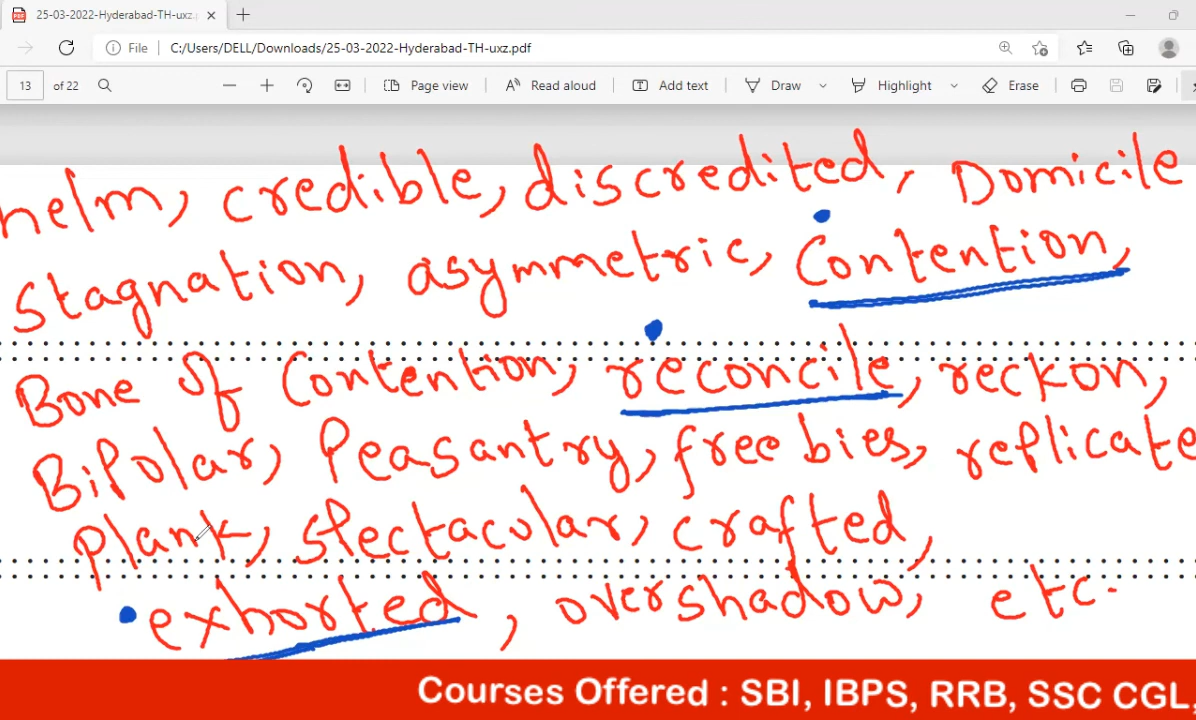 25-03-2022-Hyderabad-TH-uxz.
File C:/Users/DELL/Downloads/25-03-2022-Hyderabad-TH-uxz.pdf
13 of 22 Page view Read aloud Add text Draw Highlight Erase
helm, credible, discredited, Domicile
stagnation, asymmetric, Contention,
Bone of Contention, reconcile, reckon,
Bipolar, Peasantry, freebies, replicate
plank, spectacular, crafted,
exhorted, overshadow, etc.
Courses Offered : SBI, IBPS, RRB, SSC CGL,